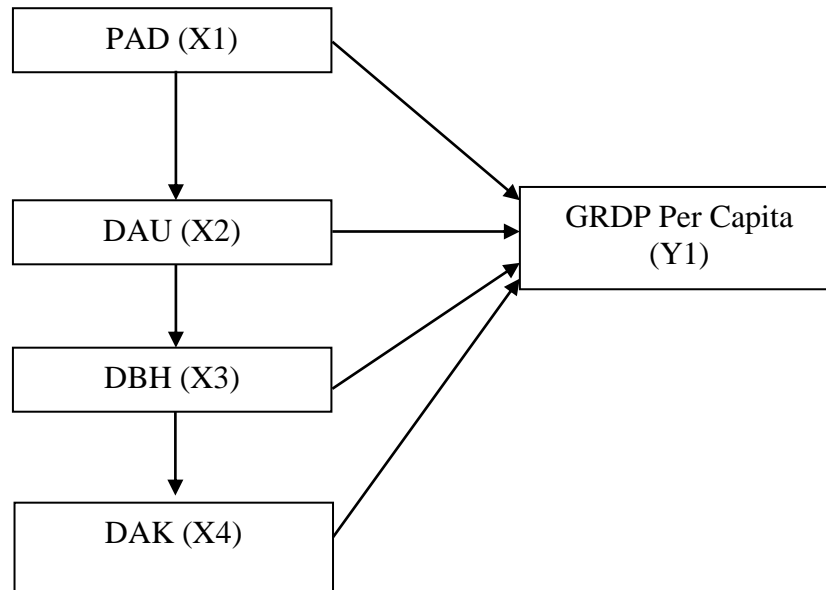 PAD (X1)
DAU (X2)
GRDP Per Capita
(Y1)
DBH (X3)
DAK (X4)